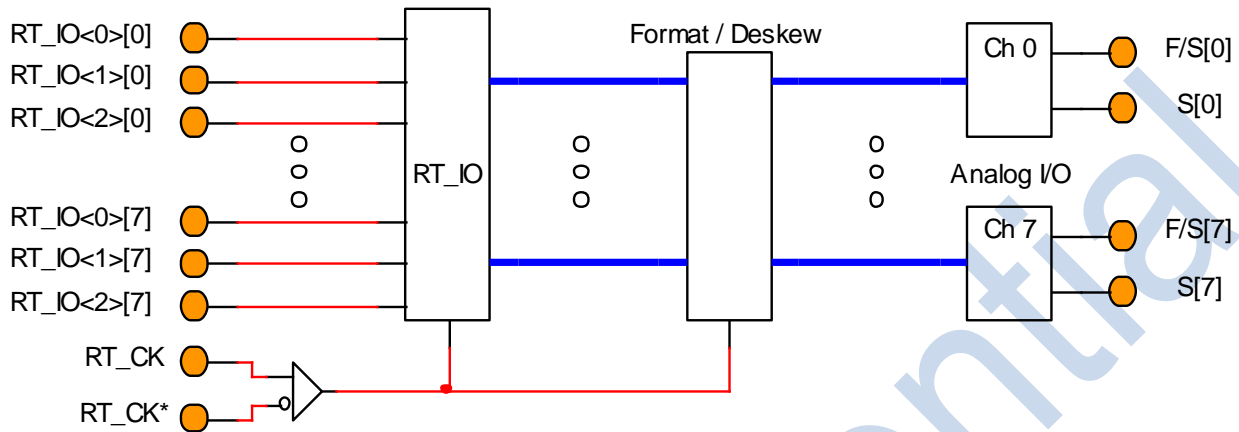 RT_IO<0>[0]
RT_IO<1>[0]
RT_IO<2>[0]
RT_IO<0>[7]
RT_IO<1>[7]
RT_IO<2>[7]
RT_CK
RT_CK*
RT_IO
Format / Deskew
Ch 0
Analog I/O
Ch 7
F/S[0]
S[0]
F/S[7]
S[7]
ential